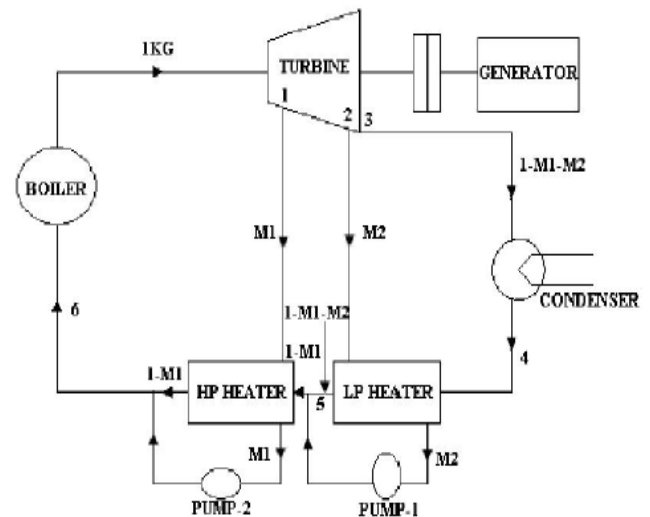 1KG
TURBINE
GENERATOR
1
2
3
BOILER
1-M1-M2
M1
M2
CONDENSER
6
1-M1-M2
4
1-M1
1-M1
HP HEATER
5
LP HEATER
M1
M2
PUMP-2
PUMP-1